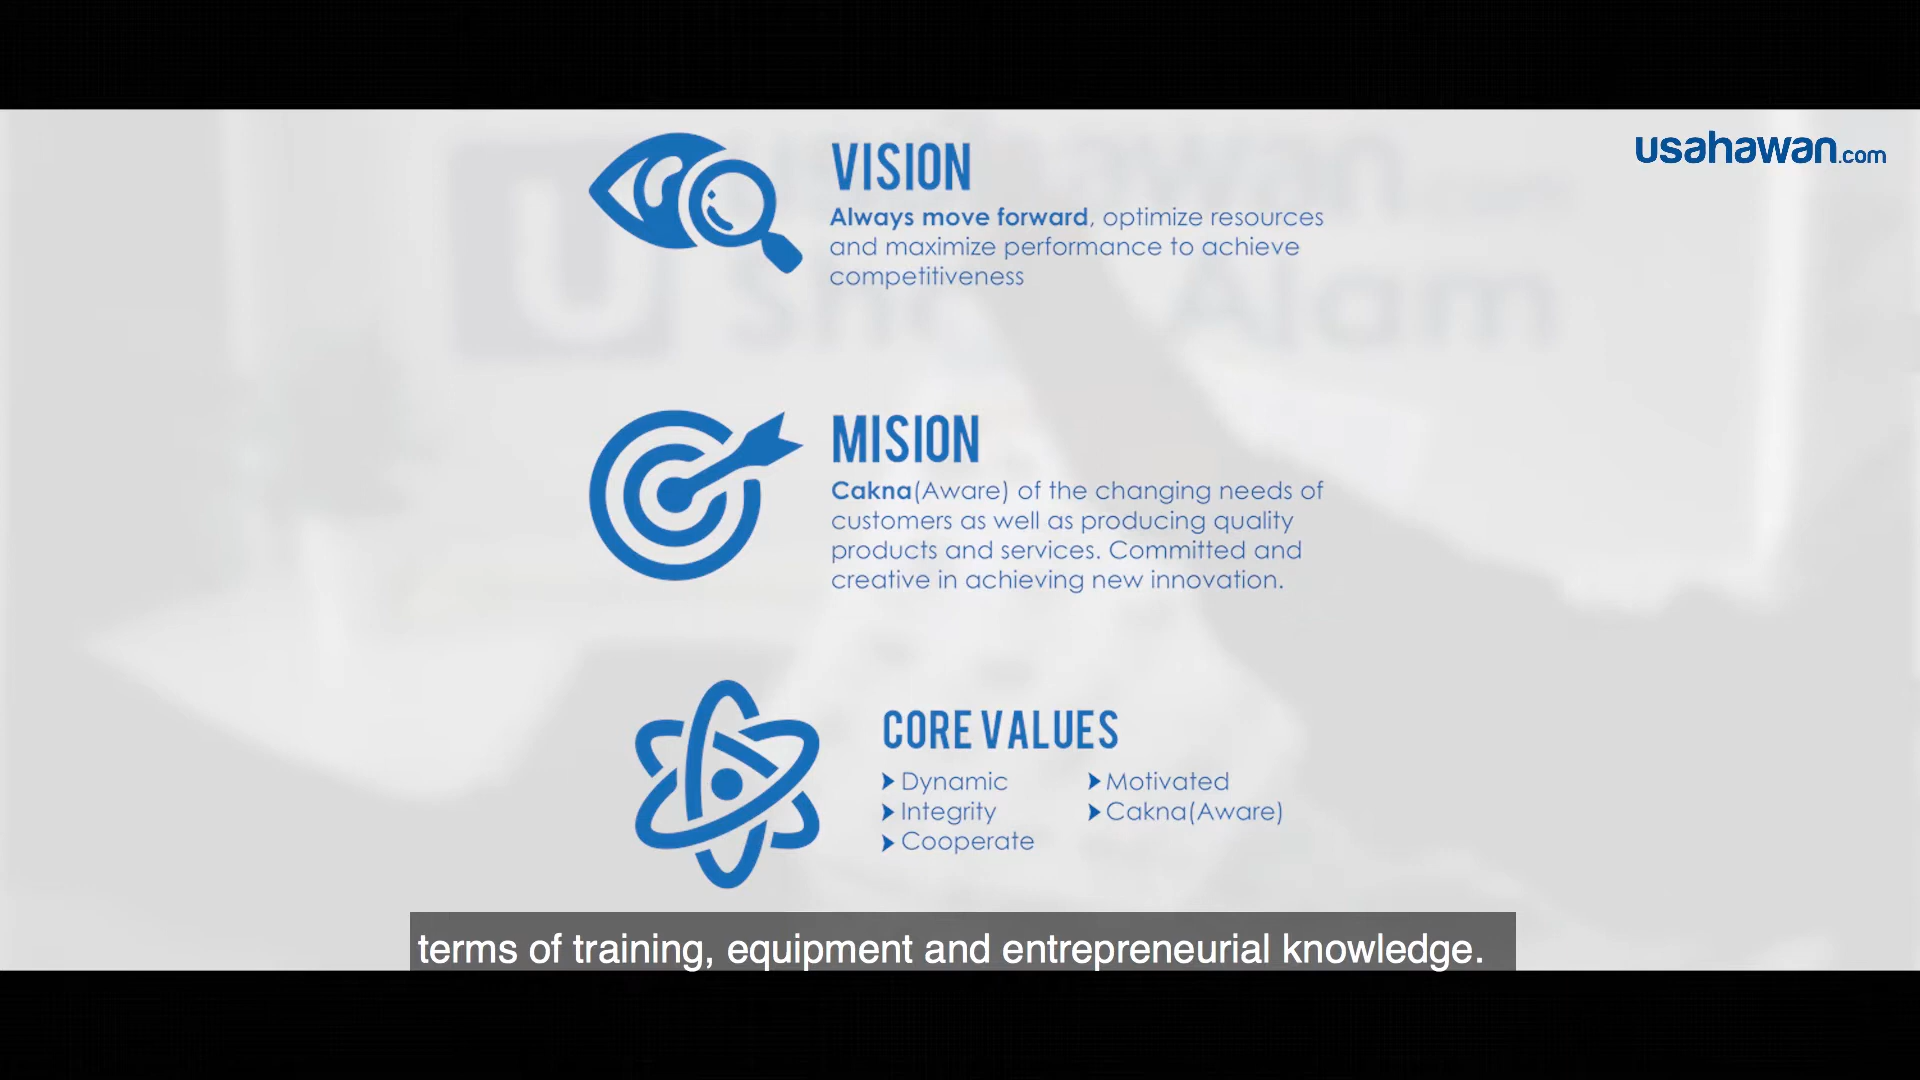 usahawan.com
VISION
Always move forward, optimize resources
and maximize performance to achieve
competitiveness
MISION
Cakna(Aware) of the changing needs of
customers as well as producing quality
products and services. Committed and
creative in achieving new innovation.
CORE VALUES
Dynamic
Integrity
Cooperate
Motivated
Cakna(Aware)
terms of training, equipment and entrepreneurial knowledge.